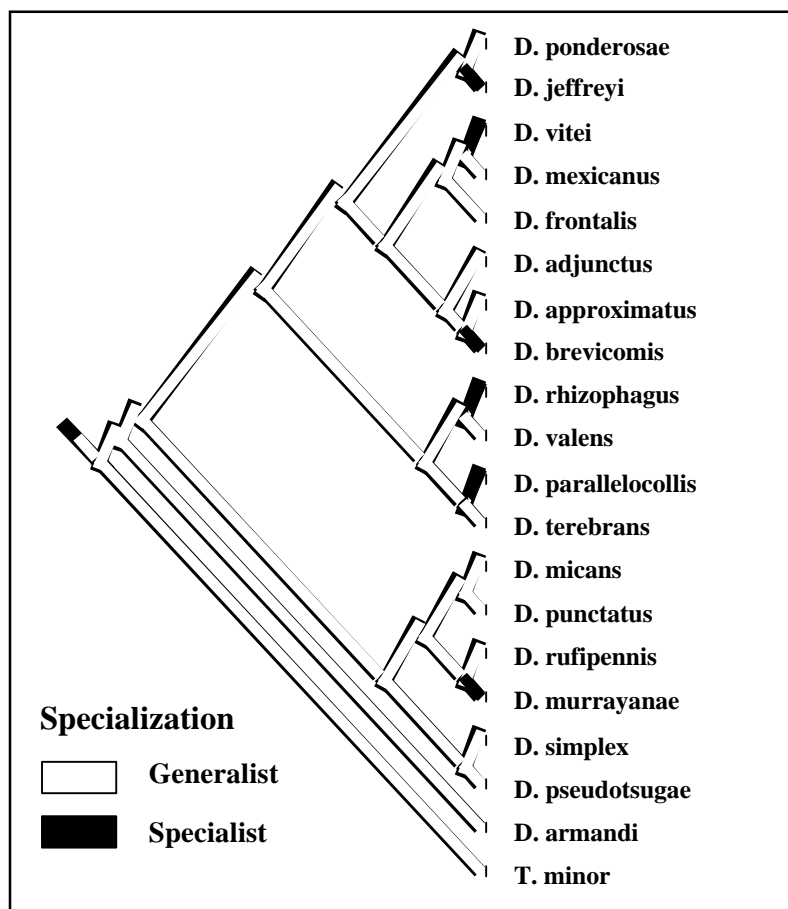 D. ponderosae
D. jeffreyi
D. vitei
D. mexicanus
D. frontalis
D. adjunctus
D. approximatus
D. brevicomis
D. rhizophagus
D. valens
D. parallelocollis
D. terebrans
D. micans
D. punctatus
D. rufipennis
D. murrayanae
D. simplex
D. pseudotsugae
D. armandi
T. minor
Specialization
Generalist
Specialist